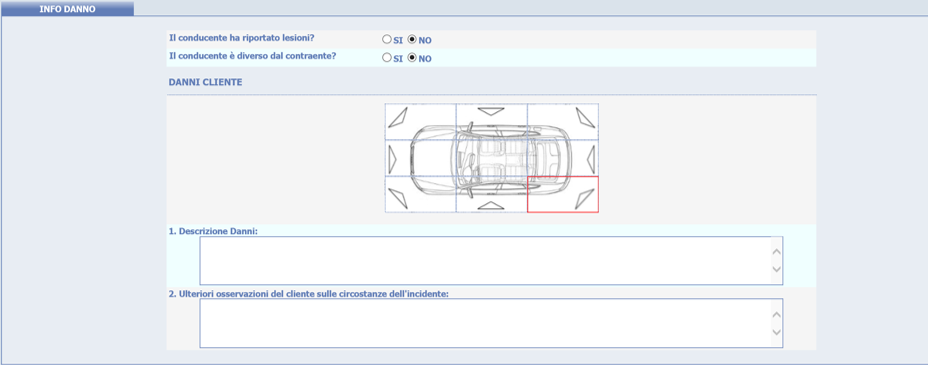 INFO DANNO
Il conducente ha riportato lesioni? SI NO
Il conducente è diverso dal contraente? SI NO
DANNI CLIENTE
1. Descrizione Danni:
2. Ulteriori osservazioni del cliente sulle circostanze dell'incidente: